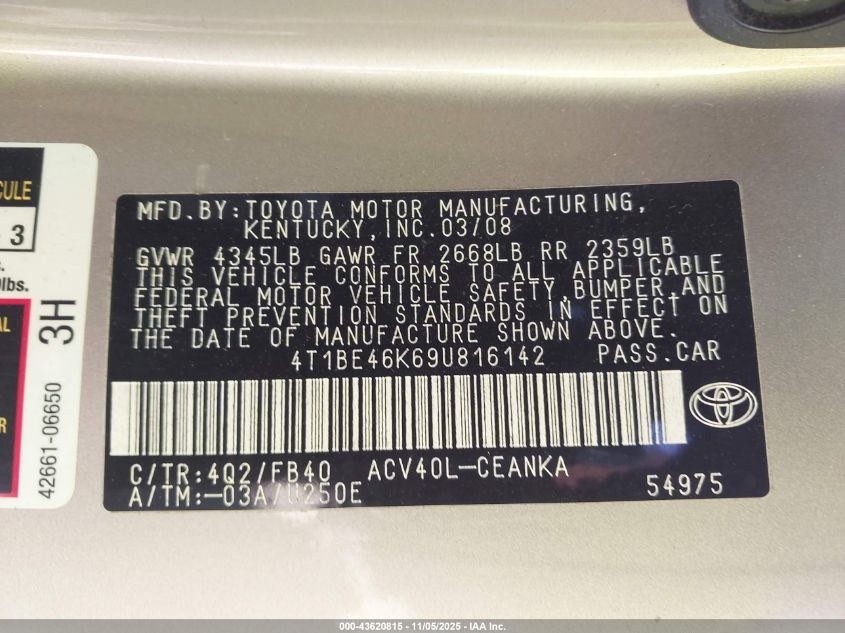 CULE
3
lbs.
AL
R
3H
42661-06650
MFD.BY:TOYOTA MOTOR MANUFACTURING,
KENTUCKY,INC.03/08
GVWR 4345LB GAWR FR 2668LB RR 2359LB
THIS VEHICLE CONFORMS TO ALL APPLICABLE
FEDERAL MOTOR VEHICLE SAFETY,BUMPER,AND
THEFT PREVENTION STANDARDS IN EFFECT ON
THE DATE OF MANUFACTURE SHOWN ABOVE.
4T1BE46K69U816142 PASS.CAR
C/TR:4Q2/FB40 ACV40L-CEANKA
A/TM:-03A/U250E 54975
000-43620815 - 11/05/2025 - IAA Inc.